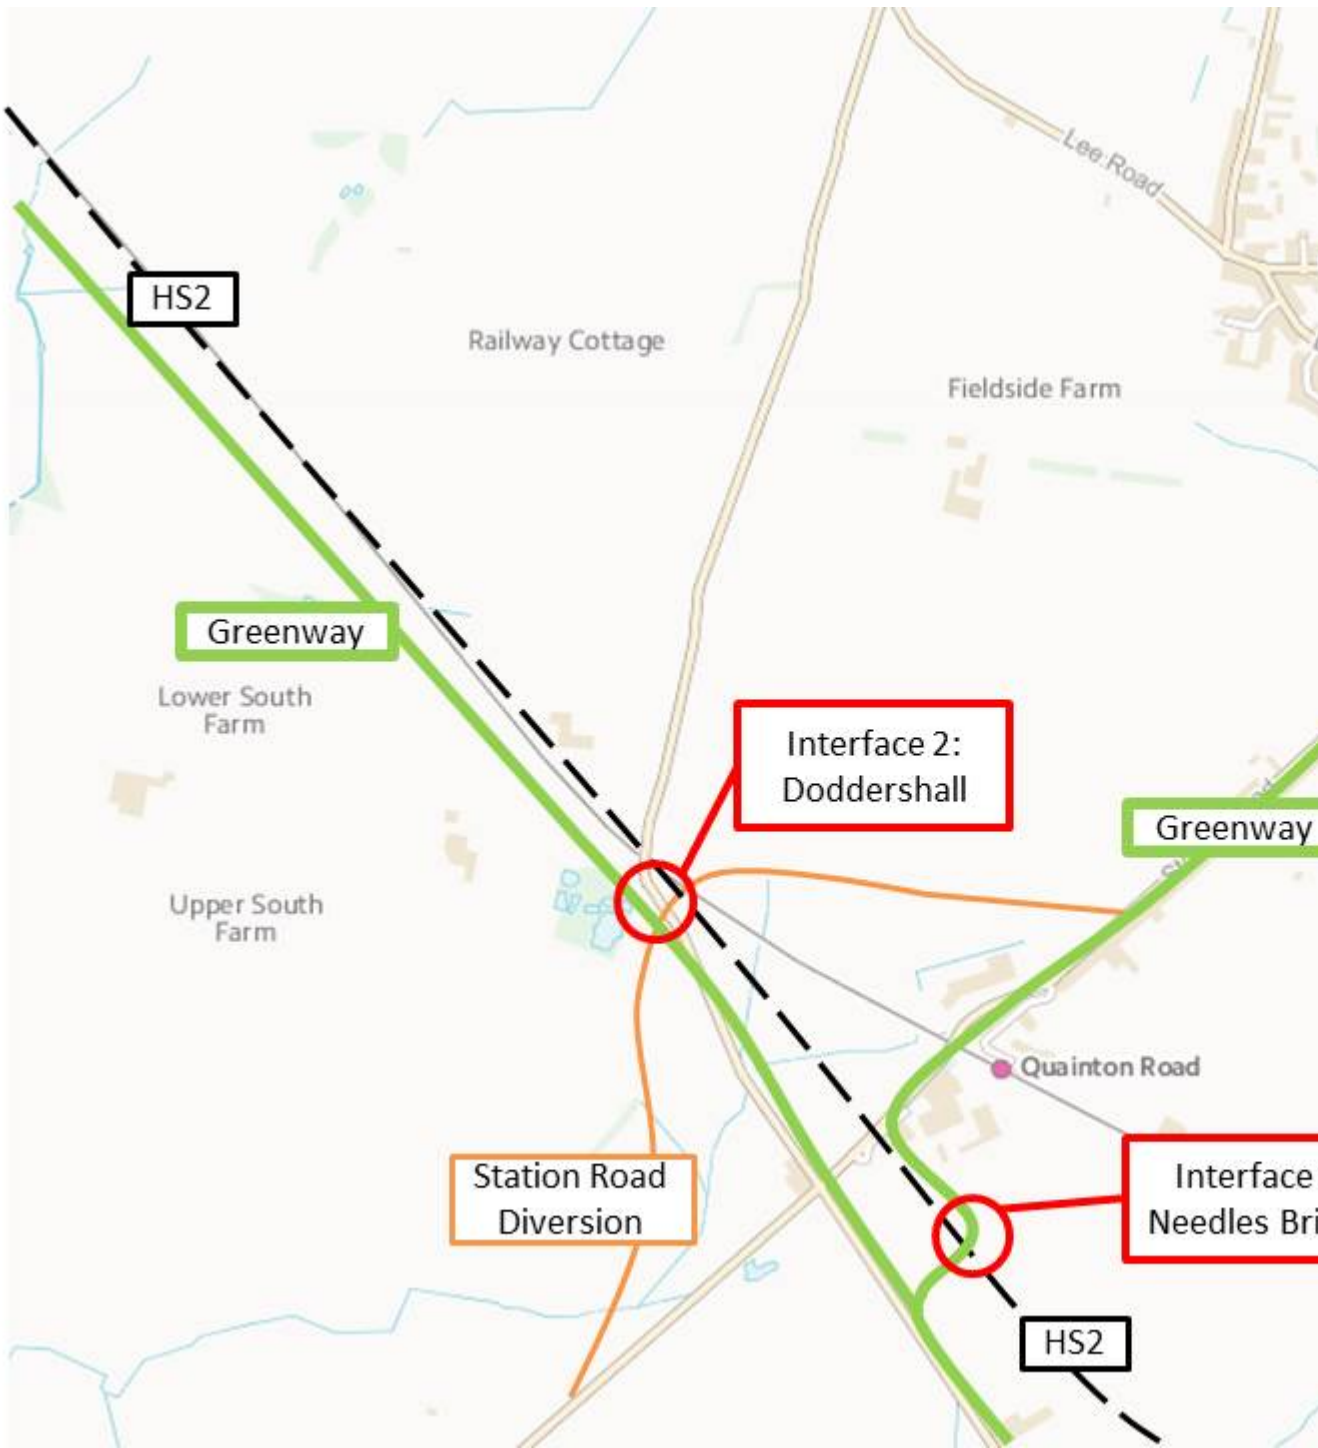 Lee Road
HS2
Railway Cottage
Fieldside Farm
Greenway
Lower South
Farm
Interface 2:
Doddershall
Greenway
Upper South
Farm
Quainton Road
Station Road
Diversion
Interface
Needles Bri
HS2